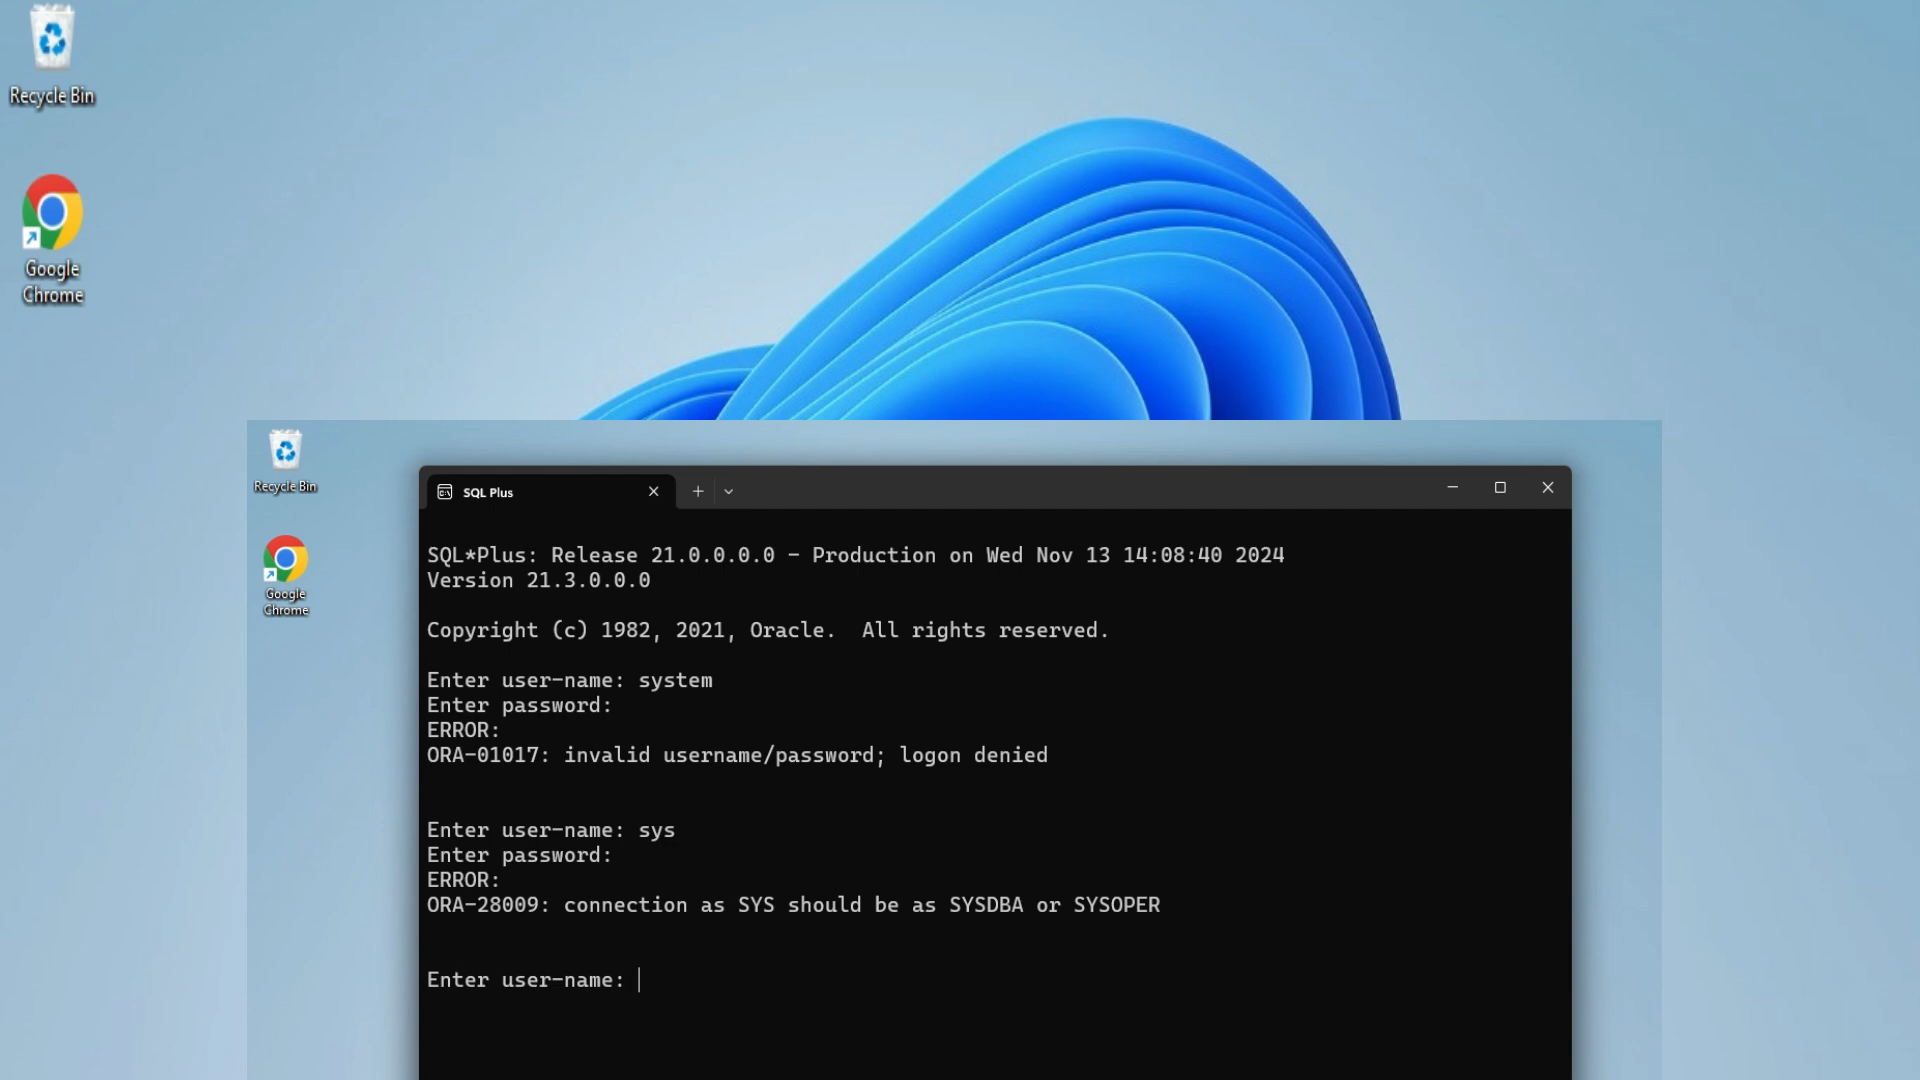 Recycle Bin
Google
Chrome
Recycle Bin
Google
Chrome
SQL Plus
SQL*Plus: Release 21.0.0.0.0 - Production on Wed Nov 13 14:08:40 2024
Version 21.3.0.0.0
Copyright (c) 1982, 2021, Oracle.  All rights reserved.
Enter user-name: system
Enter password:
ERROR:
ORA-01017: invalid username/password; logon denied
Enter user-name: sys
Enter password:
ERROR:
ORA-28009: connection as SYS should be as SYSDBA or SYSOPER
Enter user-name: